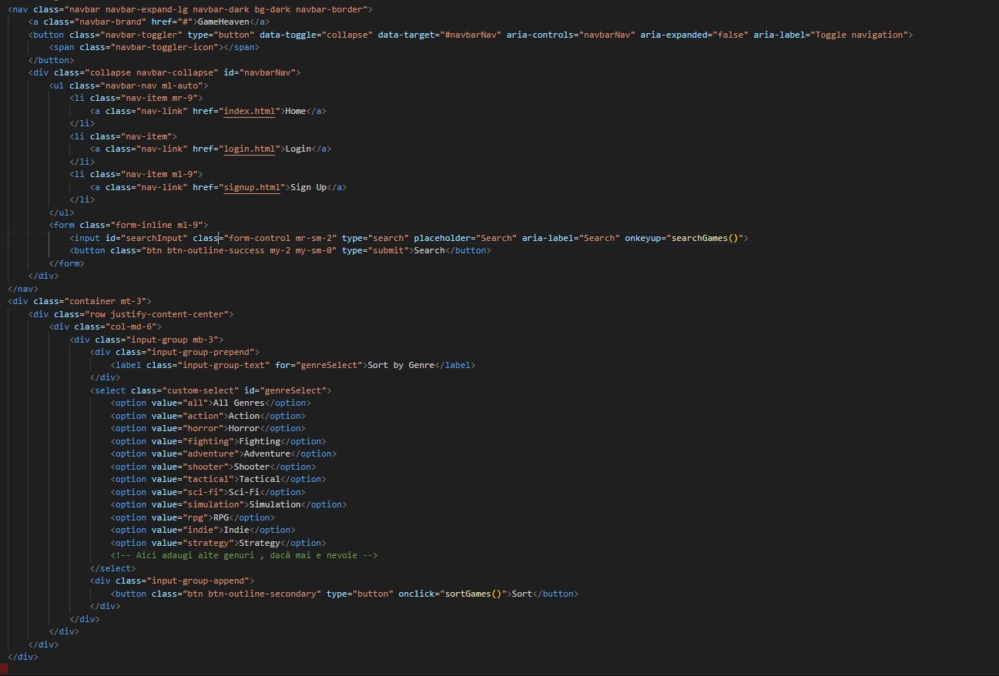 <nav class="navbar navbar-expand-lg navbar-dark bg-dark navbar-border">
<a class="navbar-brand" href="#">GameHeaven</a>
<button class="navbar-toggler" type="button" data-toggle="collapse" data-target="#navbarNav" aria-controls="navbarNav" aria-expanded="false" aria-label="Toggle navigation">
<span class="navbar-toggler-icon"></span>
</button>
<div class="collapse navbar-collapse" id="navbarNav">
<ul class="navbar-nav ml-auto">
<li class="nav-item mr-9">
<a class="nav-link" href="index.html">Home</a>
</li>
<li class="nav-item">
<a class="nav-link" href="login.html">Login</a>
</li>
<li class="nav-item ml-9">
<a class="nav-link" href="signup.html">Sign Up</a>
</li>
</ul>
<form class="form-inline ml-9">
<input id="searchInput" class="form-control mr-sm-2" type="search" placeholder="Search" aria-label="Search" onkeyup="searchGames()">
<button class="btn btn-outline-success my-2 my-sm-0" type="submit">Search</button>
</form>
</div>
</nav>
<div class="container mt-3">
<div class="row justify-content-center">
<div class="col-md-6">
<div class="input-group mb-3">
<div class="input-group-prepend">
<label class="input-group-text" for="genreSelect">Sort by Genre</label>
</div>
<select class="custom-select" id="genreSelect">
<option value="all">All Genres</option>
<option value="action">Action</option>
<option value="horror">Horror</option>
<option value="fighting">Fighting</option>
<option value="adventure">Adventure</option>
<option value="shooter">Shooter</option>
<option value="tactical">Tactical</option>
<option value="sci-fi">Sci-Fi</option>
<option value="simulation">Simulation</option>
<option value="rpg">RPG</option>
<option value="indie">Indie</option>
<option value="strategy">Strategy</option>
<!-- Aici adaugi alte genuri , dacă mai e nevoie -->
</select>
<div class="input-group-append">
<button class="btn btn-outline-secondary" type="button" onclick="sortGames()">Sort</button>
</div>
</div>
</div>
</div>
</div>